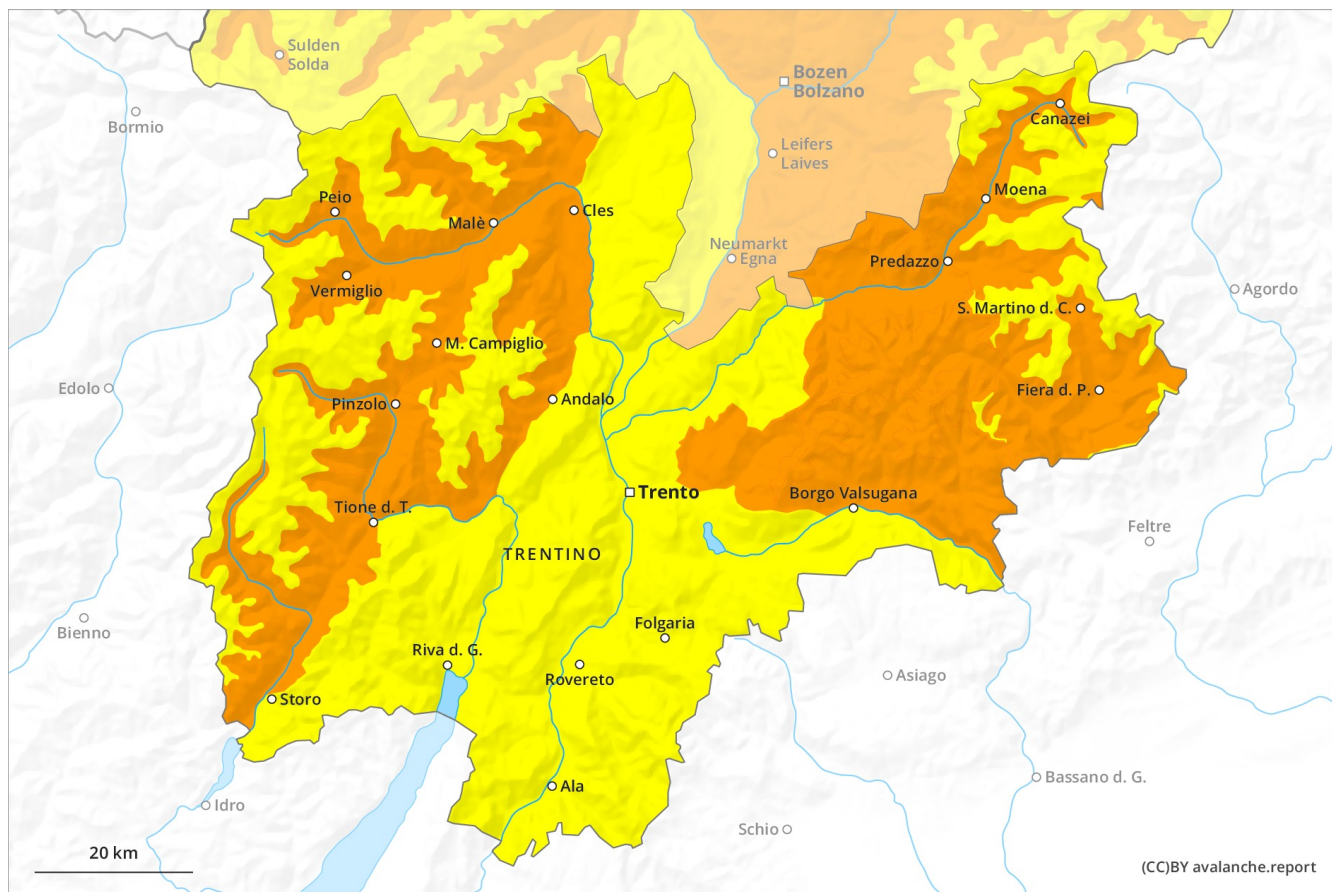 Sulden
Solda
Bozen
Bolzano
Bormio
Canazei
Leifers
Laives
Peio
Moena
Malè
Cles
Neumarkt
Egna
Predazzo
Vermiglio
Agordo
S. Martino d. C.
M. Campiglio
Edolo
Fiera d. P.
Pinzolo
Andalo
Trento
Borgo Valsugana
Tione d. T.
Feltre
TRENTINO
Bienno
Folgaria
Riva d. G.
Asiago
Rovereto
Storo
Bassano d. G.
Ala
Idro
Schio
20 km
(CC)BY avalanche.report